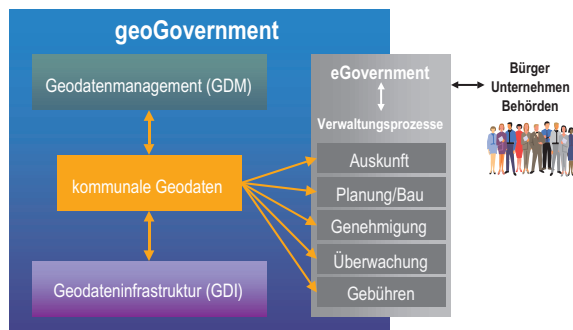 geoGovernment
Geodatenmanagement (GDM)
kommunale Geodaten
Geodateninfrastruktur (GDI)
eGovernment
Verwaltungsprozesse
Auskunft
Planung/Bau
Genehmigung
Überwachung
Gebühren
Bürger
Unternehmen
Behörden